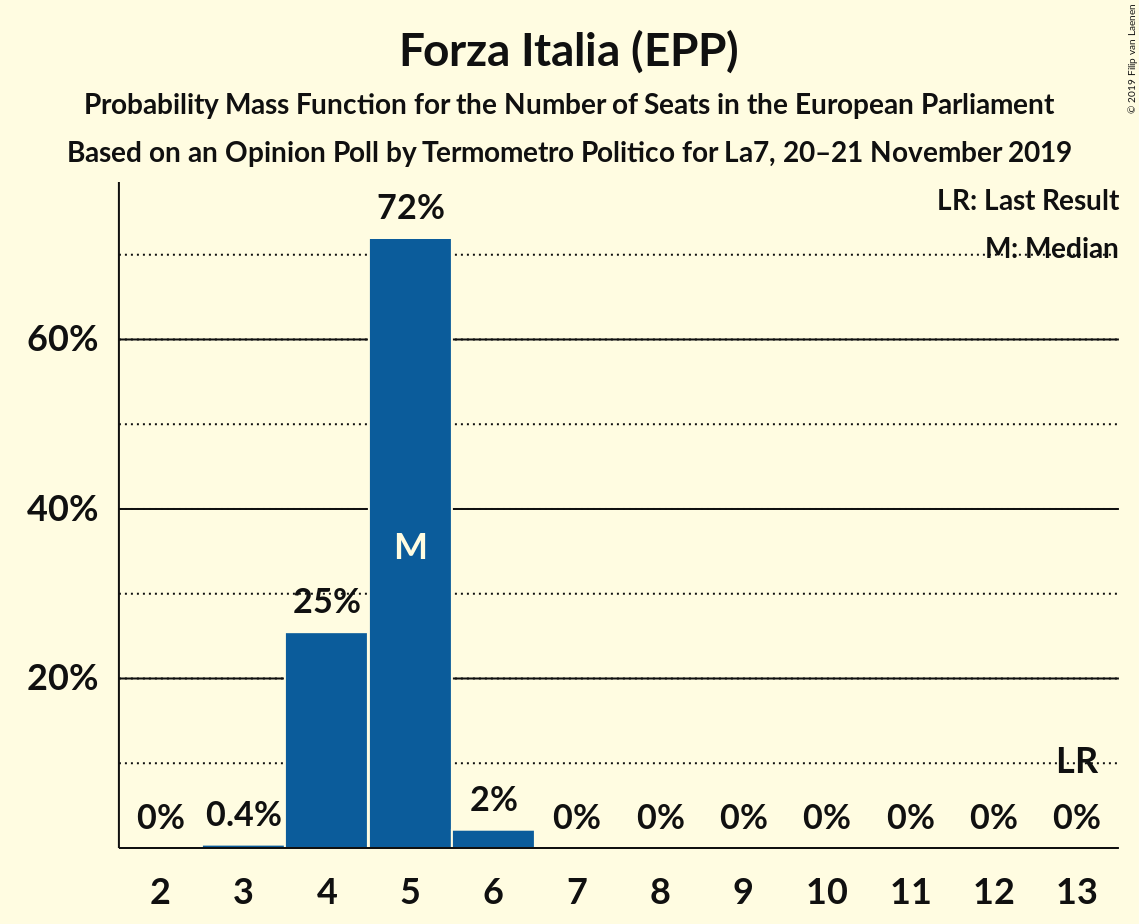 Forza Italia (EPP)
Probability Mass Function for the Number of Seats in the European Parliament
Based on an Opinion Poll by Termometro Politico for La7, 20–21 November 2019
© 2019 Filip van Laenen
LR: Last Result
M: Median
72%
60%
40%
M
25%
20%
LR
0% 0.4% 2% 0% 0% 0% 0% 0% 0% 0%
2 3 4 5 6 7 8 9 10 11 12 13